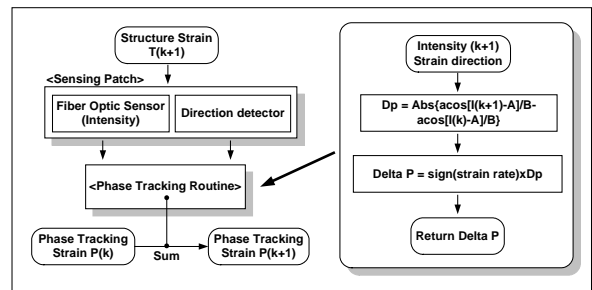 Structure Strain
T(k+1)
<Sensing Patch>
Fiber Optic Sensor
(Intensity)
Direction detector
<Phase Tracking Routine>
Phase Tracking
Strain P(k)
Sum
Phase Tracking
Strain P(k+1)
Intensity (k+1)
Strain direction
Dp = Abs{acos[I(k+1)-A]/B-
acos[I(k)-A]/B}
Delta P = sign(strain rate)xDp
Return Delta P